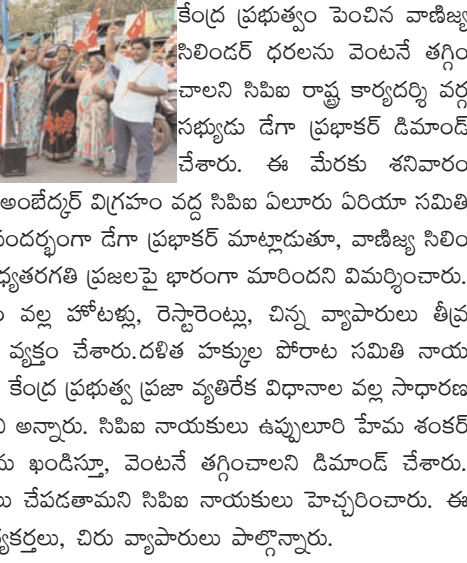 కేంద్ర ప్రభుత్వం పెంచిన వాణిజ్య
సిలిండర్ ధరలను వెంటనే తగ్గిం
చాలని సిపిఐ రాష్ట్ర కార్యదర్శి వర్గ
సభ్యుడు డేగా ప్రభాకర్ డిమాండ్
చేశారు. ఈ మేరకు శనివారం
అంబేద్కర్ విగ్రహం వద్ద సిపిఐ ఏలూరు ఏరియా సమితి
సందర్భంగా డేగా ప్రభాకర్ మాట్లాడుతూ, వాణిజ్య సిలిం
ధ్యతరగతి ప్రజలపై భారంగా మారిందని విమర్శించారు.
వల్ల హోటళ్లు, రెస్టారెంట్లు, చిన్న వ్యాపారులు తీవ్ర
వ్యక్తం చేశారు.దళిత హక్కుల పోరాట సమితి నాయ
కేంద్ర ప్రభుత్వ ప్రజా వ్యతిరేక విధానాల వల్ల సాధారణ
ని అన్నారు. సిపిఐ నాయకులు ఉప్పులూరి హేమ శంకర్
ను ఖండిస్తూ, వెంటనే తగ్గించాలని డిమాండ్ చేశారు.
లు చేపడతామని సిపిఐ నాయకులు హెచ్చరించారు. ఈ
ర్యకర్తలు, చిరు వ్యాపారులు పాల్గొన్నారు.